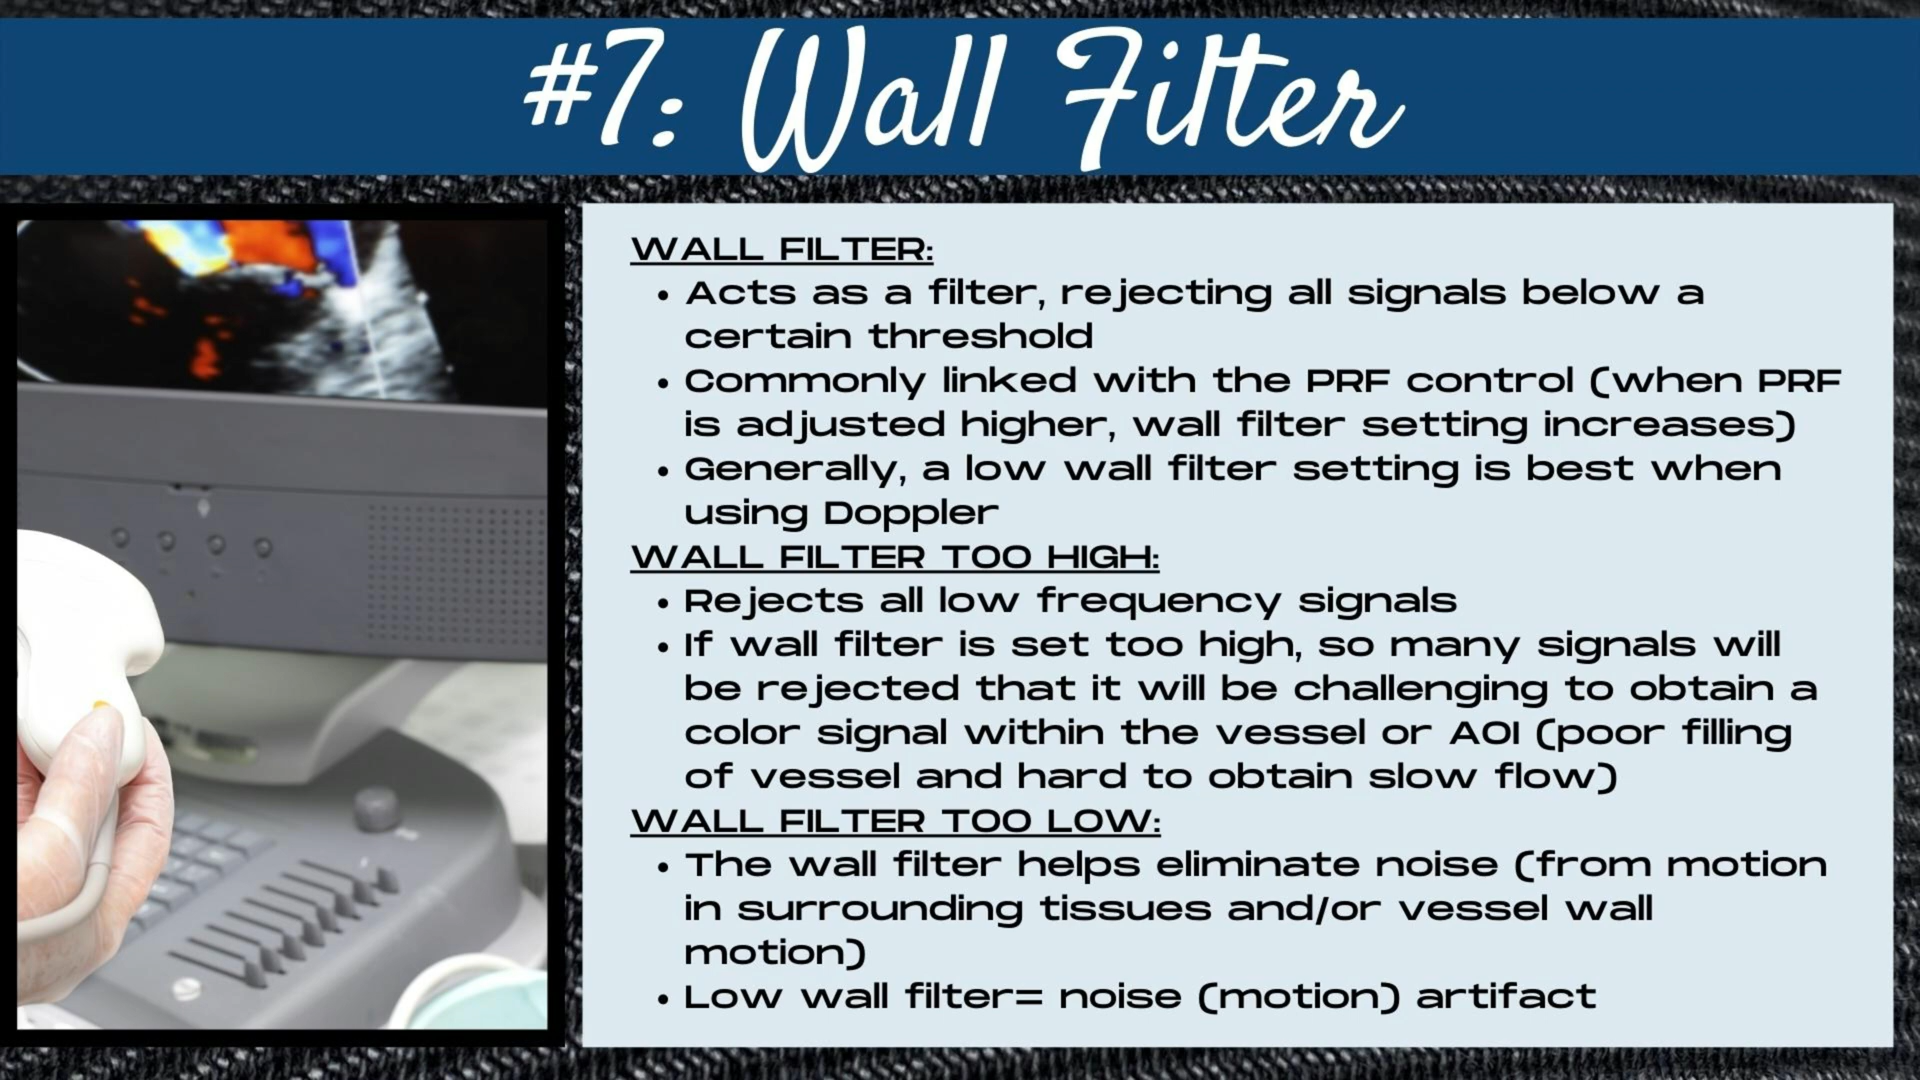 #7: Wall Filter
WALL FILTER:
• Acts as a filter, rejecting all signals below a
certain threshold
• Commonly linked with the PRF control (when PRF
is adjusted higher, wall filter setting increases)
• Generally, a low wall filter setting is best when
using Doppler
WALL FILTER TOO HIGH:
• Rejects all low frequency signals
• If wall filter is set too high, so many signals will
be rejected that it will be challenging to obtain a
color signal within the vessel or AOI (poor filling
of vessel and hard to obtain slow flow)
WALL FILTER TOO LOW:
• The wall filter helps eliminate noise (from motion
in surrounding tissues and/or vessel wall
motion)
• Low wall filter= noise (motion) artifact